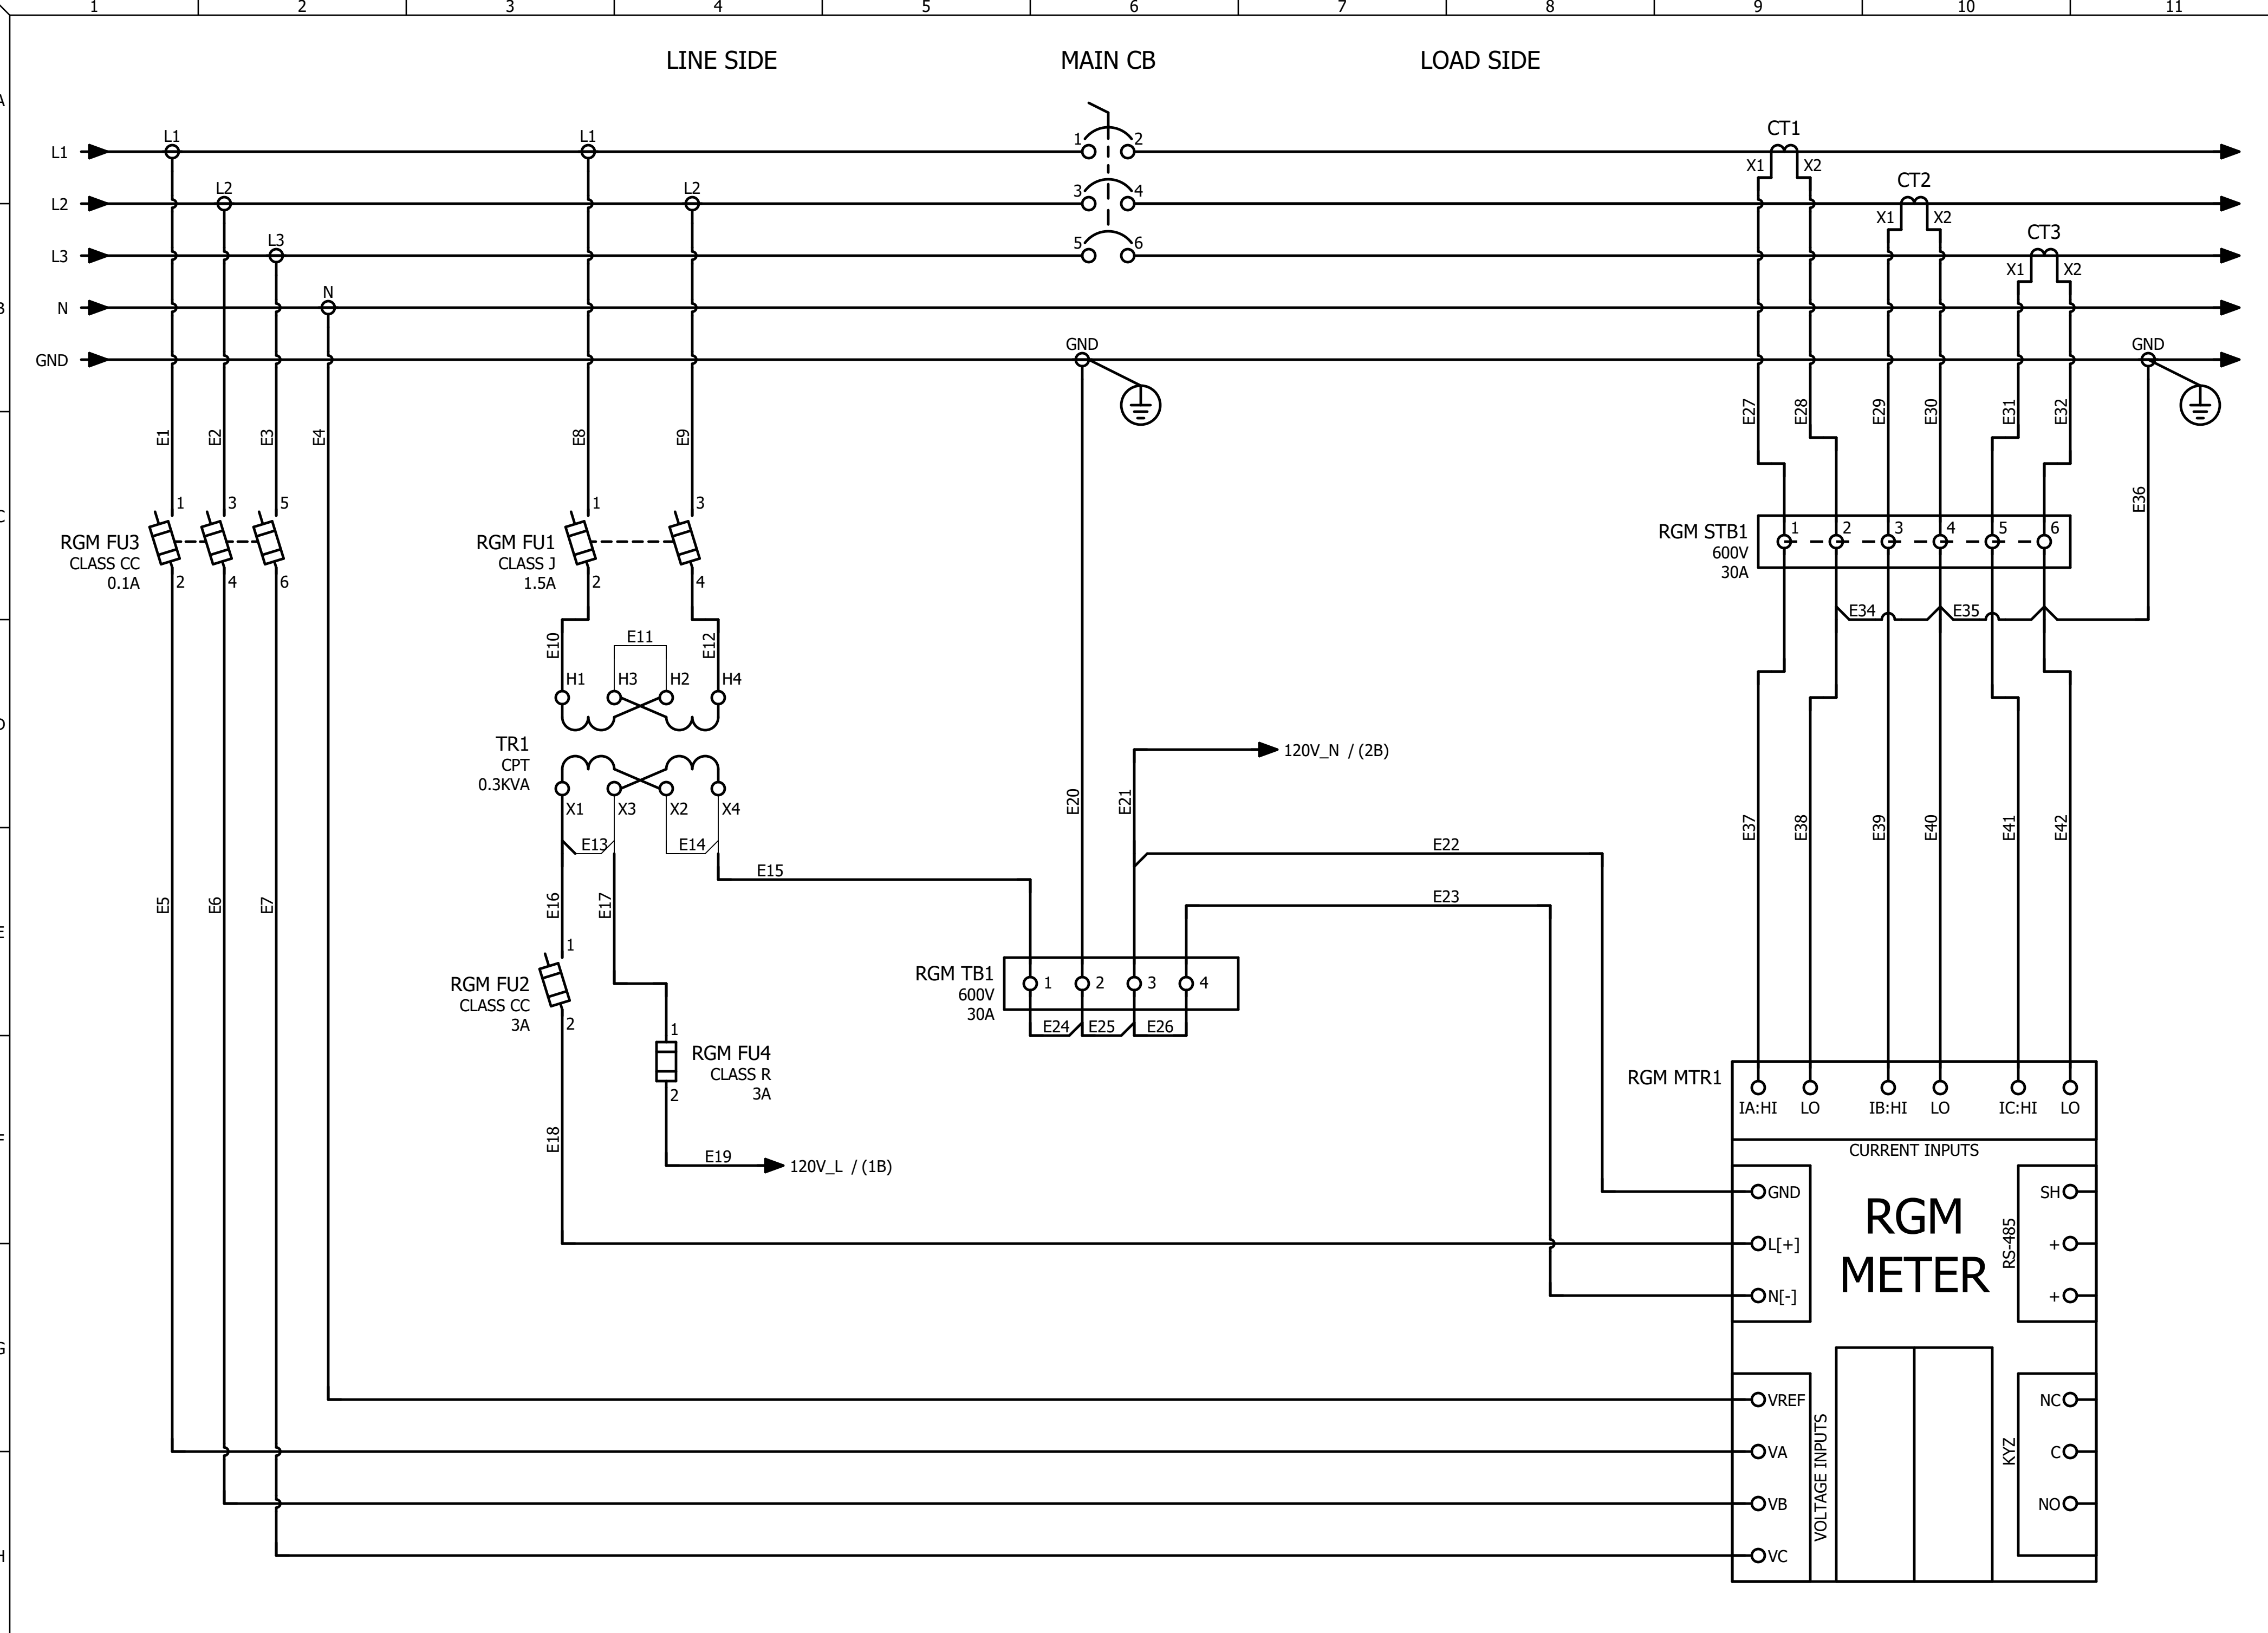 1 2 3 4 5 6 7 8 9 10 11
LINE SIDE MAIN CB LOAD SIDE
A
CT1
L1 L1 L1 1 2
X1 X2
CT2
L2 L2 L2 3 4
X1 X2
CT3
L3 L3 5 6
X1 X2
B
N N
GND GND GND
E1 E2 E3 E4 E8 E9 E27 E28 E29 E30 E31 E32
E36
C
1 3 5 1 3
RGM FU3
CLASS CC
0.1A
2 4 6
RGM FU1
CLASS J
1.5A
2 4
RGM STB1
600V
30A
1 2 3 4 5 6
E34 E35
E10 E11 E12
H1 H3 H2 H4
D
TR1
CPT
0.3KVA
X1 X3 X2 X4
120V_N / (2B)
E20 E21
E37 E38 E39 E40 E41 E42
E13 E14
E15
E22
E5 E6 E7 E16 E17
E23
E
1
RGM FU2
CLASS CC
3A
2
RGM TB1
600V
30A
1 2 3 4
E24 E25 E26
1
RGM FU4
CLASS R
3A
2
F
E18
E19 120V_L / (1B)
RGM MTR1
IA:HI LO IB:HI LO IC:HI LO
CURRENT INPUTS
GND
L[+]
N[-]
RGM
METER
RS-485
SH
+
+
G
VREF
VA
VB
VC
VOLTAGE INPUTS
KYZ
NC
C
NO
H